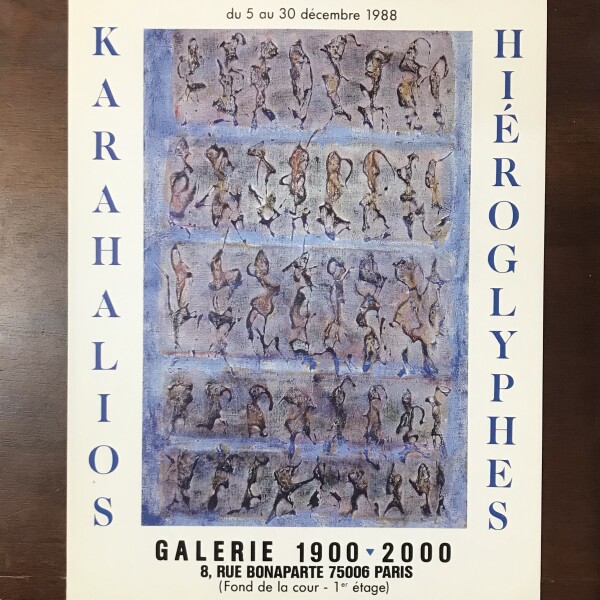 du 5 au 30 décembre 1988
KARAHALIOS
HIÉROGLYPHES
GALERIE 1900 ▾ 2000
8, RUE BONAPARTE 75006 PARIS
(Fond de la cour - 1er étage)